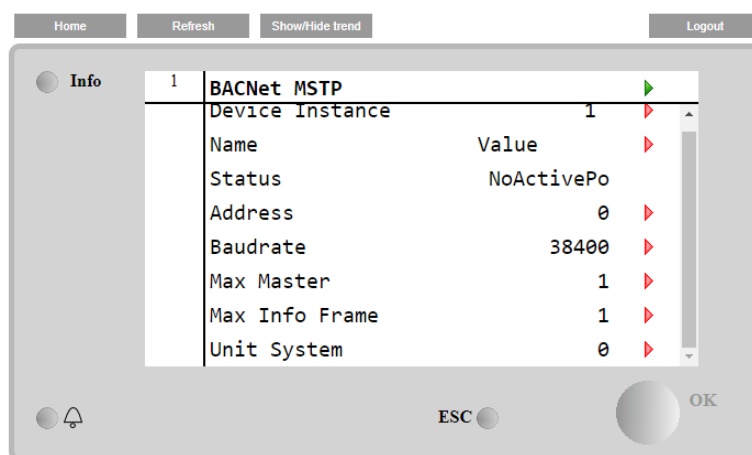 Home Refresh Show/Hide trend Logout
Info
1 BACNet MSTP
Device Instance 1
Name Value
Status NoActivePo
Address 0
Baudrate 38400
Max Master 1
Max Info Frame 1
Unit System 0
ESC OK